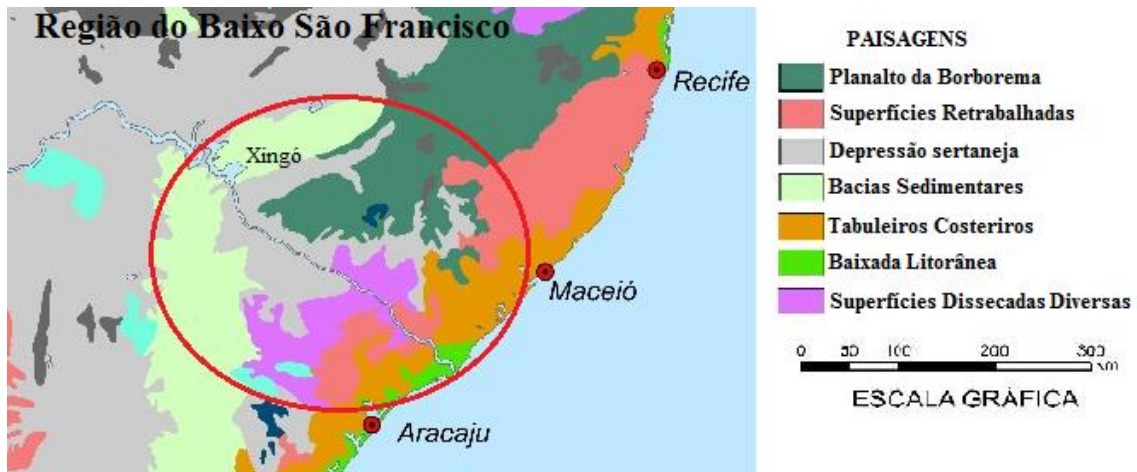 Região do Baixo São Francisco
Recife
Xingó
Maceió
Aracaju
PAISAGENS
Planalto da Borborema
Superfícies Retrabalhadas
Depressão sertaneja
Bacias Sedimentares
Tabuleiros Costeriros
Baixada Litorânea
Superfícies Dissecadas Diversas
0 50 100 200 300
ESCALA GRÁFICA